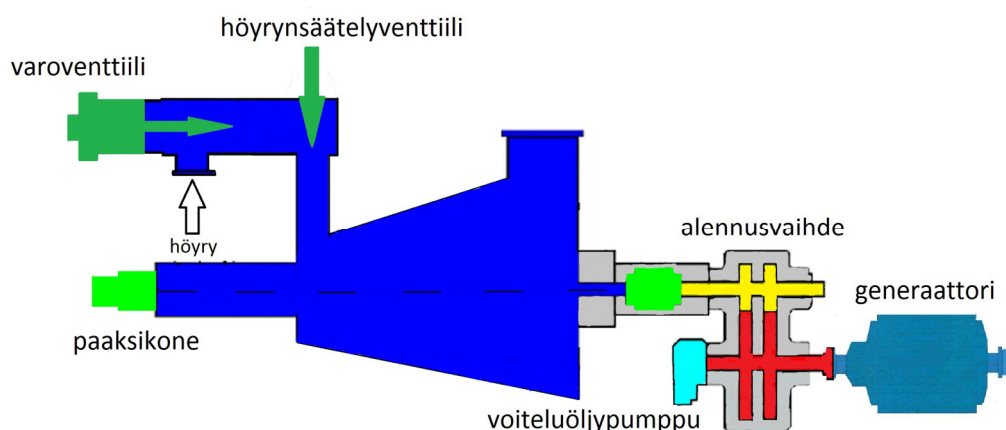 höyrynsäätelyventtiili
varoventtiili
höyry
alennusvaihde
generaattori
paaksikone
voiteluöljypumppu